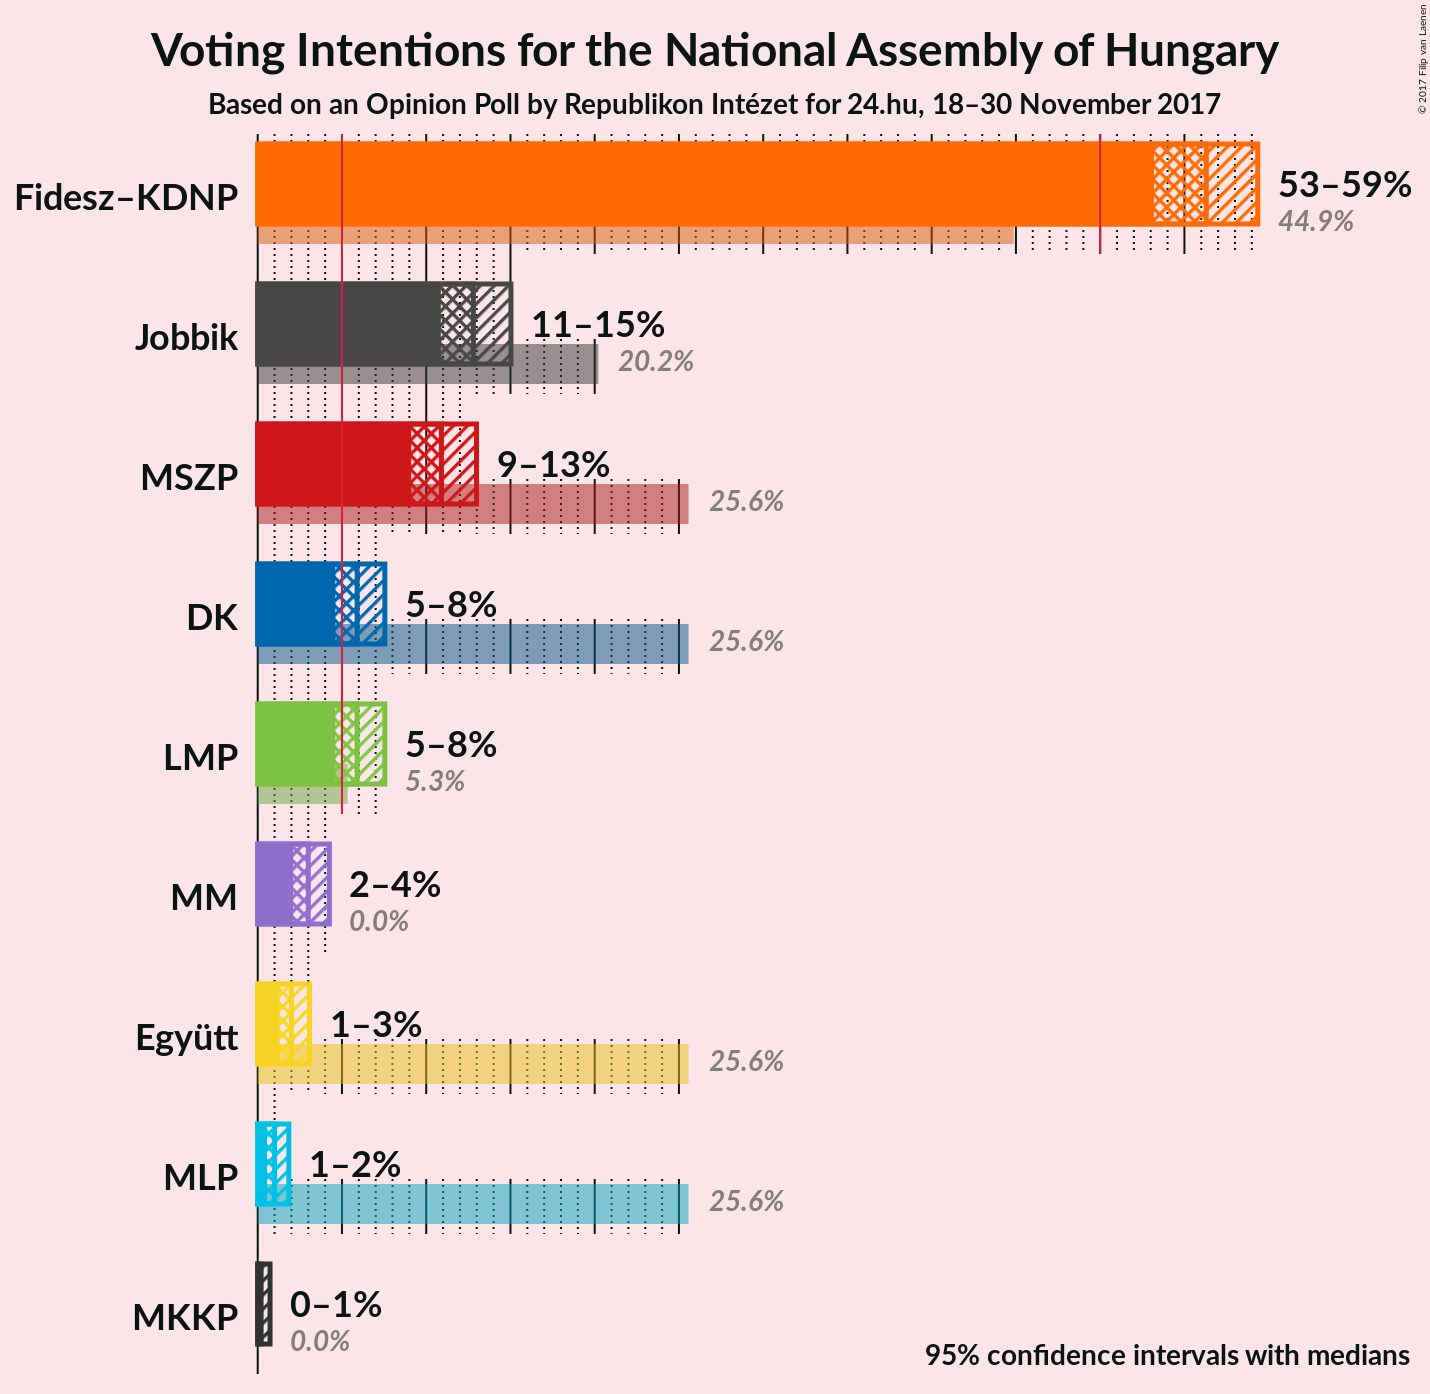 Voting Intentions for the National Assembly of Hungary
Based on an Opinion Poll by Republikon Intézet for 24.hu, 18–30 November 2017
© 2017 Filip van Laenen
Fidesz–KDNP
53–59%
44.9%
Jobbik
11–15%
20.2%
MSZP
9–13%
25.6%
DK
5–8%
25.6%
LMP
5–8%
5.3%
MM
2–4%
0.0%
Együtt
1–3%
25.6%
MLP
1–2%
25.6%
MKKP
0–1%
0.0%
95% confidence intervals with medians